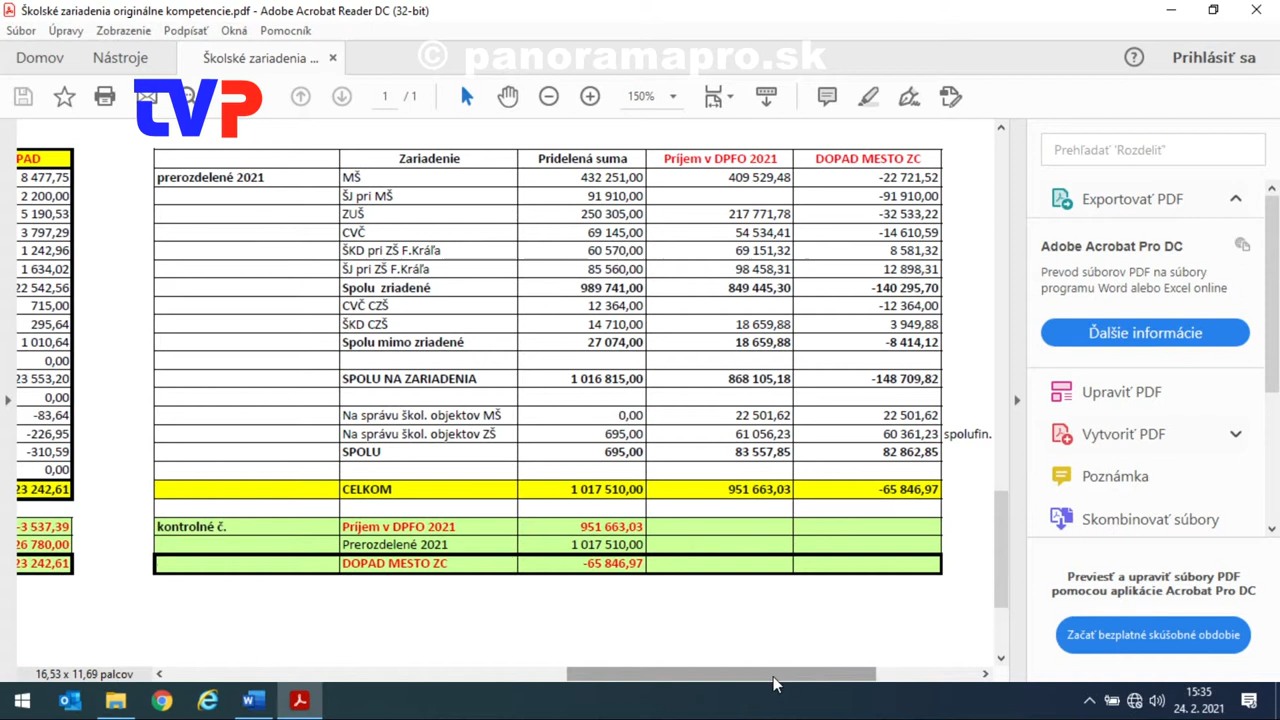 Školské zariadenia originálne kompetencie.pdf - Adobe Acrobat Reader DC (32-bit)
Súbor Úpravy Zobrazenie Podpísať Okná Pomocník
© panoramapro.sk
Domov Nástroje Školské zariadenia ... × Prihlásiť sa
TVP
1 / 1 150%
PAD
8 477,75
2 200,00
5 190,53
3 797,29
1 242,96
1 634,02
22 542,56
715,00
295,64
1 010,64
0,00
23 553,20
0,00
-83,64
-226,95
-310,59
0,00
23 242,61
-3 537,39
26 780,00
23 242,61
Zariadenie Pridelená suma Príjem v DPFO 2021 DOPAD MESTO ZC
prerozdelené 2021 MŠ 432 251,00 409 529,48 -22 721,52
ŠJ pri MŠ 91 910,00 -91 910,00
ZUŠ 250 305,00 217 771,78 -32 533,22
CVČ 69 145,00 54 534,41 -14 610,59
ŠKD pri ZŠ F.Kráľa 60 570,00 69 151,32 8 581,32
ŠJ pri ZŠ F.Kráľa 85 560,00 98 458,31 12 898,31
Spolu zriadené 989 741,00 849 445,30 -140 295,70
CVČ CZŠ 12 364,00 -12 364,00
ŠKD CZŠ 14 710,00 18 659,88 3 949,88
Spolu mimo zriadené 27 074,00 18 659,88 -8 414,12
SPOLU NA ZARIADENIA 1 016 815,00 868 105,18 -148 709,82
Na správu škol. objektov MŠ 0,00 22 501,62 22 501,62
Na správu škol. objektov ZŠ 695,00 61 056,23 60 361,23 spolufin.
SPOLU 695,00 83 557,85 82 862,85
CELKOM 1 017 510,00 951 663,03 -65 846,97
kontrolné č. Príjem v DPFO 2021 951 663,03
Prerozdelené 2021 1 017 510,00
DOPAD MESTO ZC -65 846,97
Prehľadať "Rozdeliť"
Exportovať PDF
Adobe Acrobat Pro DC
Prevod súborov PDF na súbory
programu Word alebo Excel online
Ďalšie informácie
Upraviť PDF
Vytvoriť PDF
Poznámka
Skombinovať súbory
Previesť a upraviť súbory PDF
pomocou aplikácie Acrobat Pro DC
Začať bezplatné skúšobné obdobie
16,53 x 11,69 palcov
15:35
24. 2. 2021